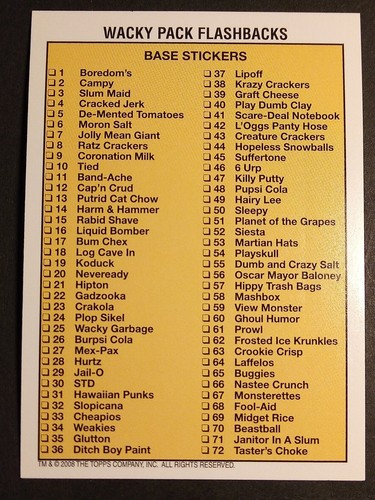 WACKY PACK FLASHBACKS
BASE STICKERS
1 Boredom's
2 Campy
3 Slum Maid
4 Cracked Jerk
5 De-Mented Tomatoes
6 Moron Salt
7 Jolly Mean Giant
8 Ratz Crackers
9 Coronation Milk
10 Tied
11 Band-Ache
12 Cap'n Crud
13 Putrid Cat Chow
14 Harm & Hammer
15 Rabid Shave
16 Liquid Bomber
17 Bum Chex
18 Log Cave In
19 Koduck
20 Neveready
21 Hipton
22 Gadzooka
23 Crakola
24 Plop Sikel
25 Wacky Garbage
26 Burpsi Cola
27 Mex-Pax
28 Hurtz
29 Jail-O
30 STD
31 Hawaiian Punks
32 Slopicana
33 Cheapios
34 Weakies
35 Glutton
36 Ditch Boy Paint
37 Lipoff
38 Krazy Crackers
39 Graft Cheese
40 Play Dumb Clay
41 Scare-Deal Notebook
42 L'Oggs Panty Hose
43 Creature Crackers
44 Hopeless Snowballs
45 Suffertone
46 6 Urp
47 Killy Putty
48 Pupsi Cola
49 Hairy Lee
50 Sleepy
51 Planet of the Grapes
52 Siesta
53 Martian Hats
54 Playskull
55 Dumb and Crazy Salt
56 Oscar Mayor Baloney
57 Hippy Trash Bags
58 Mashbox
59 View Monster
60 Ghoul Humor
61 Prowl
62 Frosted Ice Krunkles
63 Crookie Crisp
64 Laffelos
65 Buggies
66 Nastee Crunch
67 Monsterettes
68 Fool-Aid
69 Midget Rice
70 Beastball
71 Janitor In A Slum
72 Taster's Choke
TM & © 2008 THE TOPPS COMPANY, INC. ALL RIGHTS RESERVED.